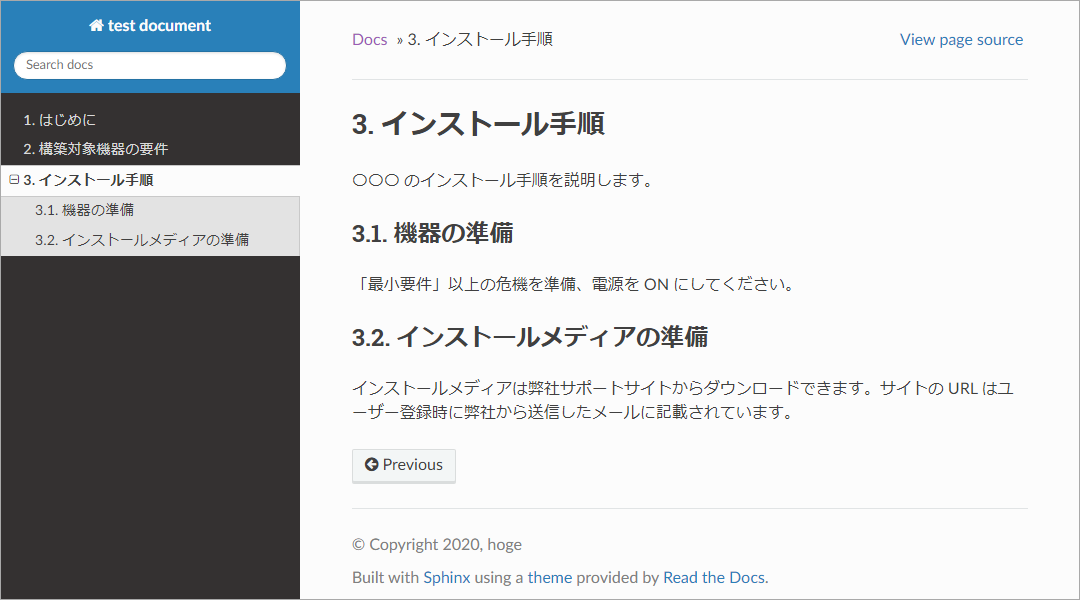 test document
Search docs
1. はじめに
2. 構築対象機器の要件
3. インストール手順
3.1. 機器の準備
3.2. インストールメディアの準備
Docs » 3. インストール手順
View page source
3. インストール手順
〇〇〇 のインストール手順を説明します。
3.1. 機器の準備
「最小要件」以上の危機を準備、電源を ON にしてください。
3.2. インストールメディアの準備
インストールメディアは弊社サポートサイトからダウンロードできます。サイトの URL はユ
ーザー登録時に弊社から送信したメールに記載されています。
Previous
© Copyright 2020, hoge
Built with Sphinx using a theme provided by Read the Docs.